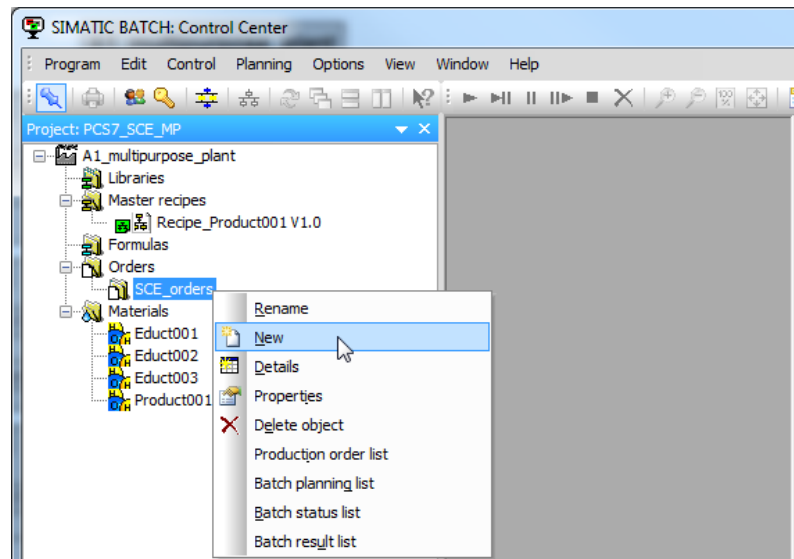 SIMATIC BATCH: Control Center
Program Edit Control Planning Options View Window Help
Project: PCS7_SCE_MP
A1_multipurpose_plant
Libraries
Master recipes
Recipe_Product001 V1.0
Formulas
Orders
SCE_orders
Materials
Educt001
Educt002
Educt003
Product001
Rename
New
Details
Properties
Delete object
Production order list
Batch planning list
Batch status list
Batch result list